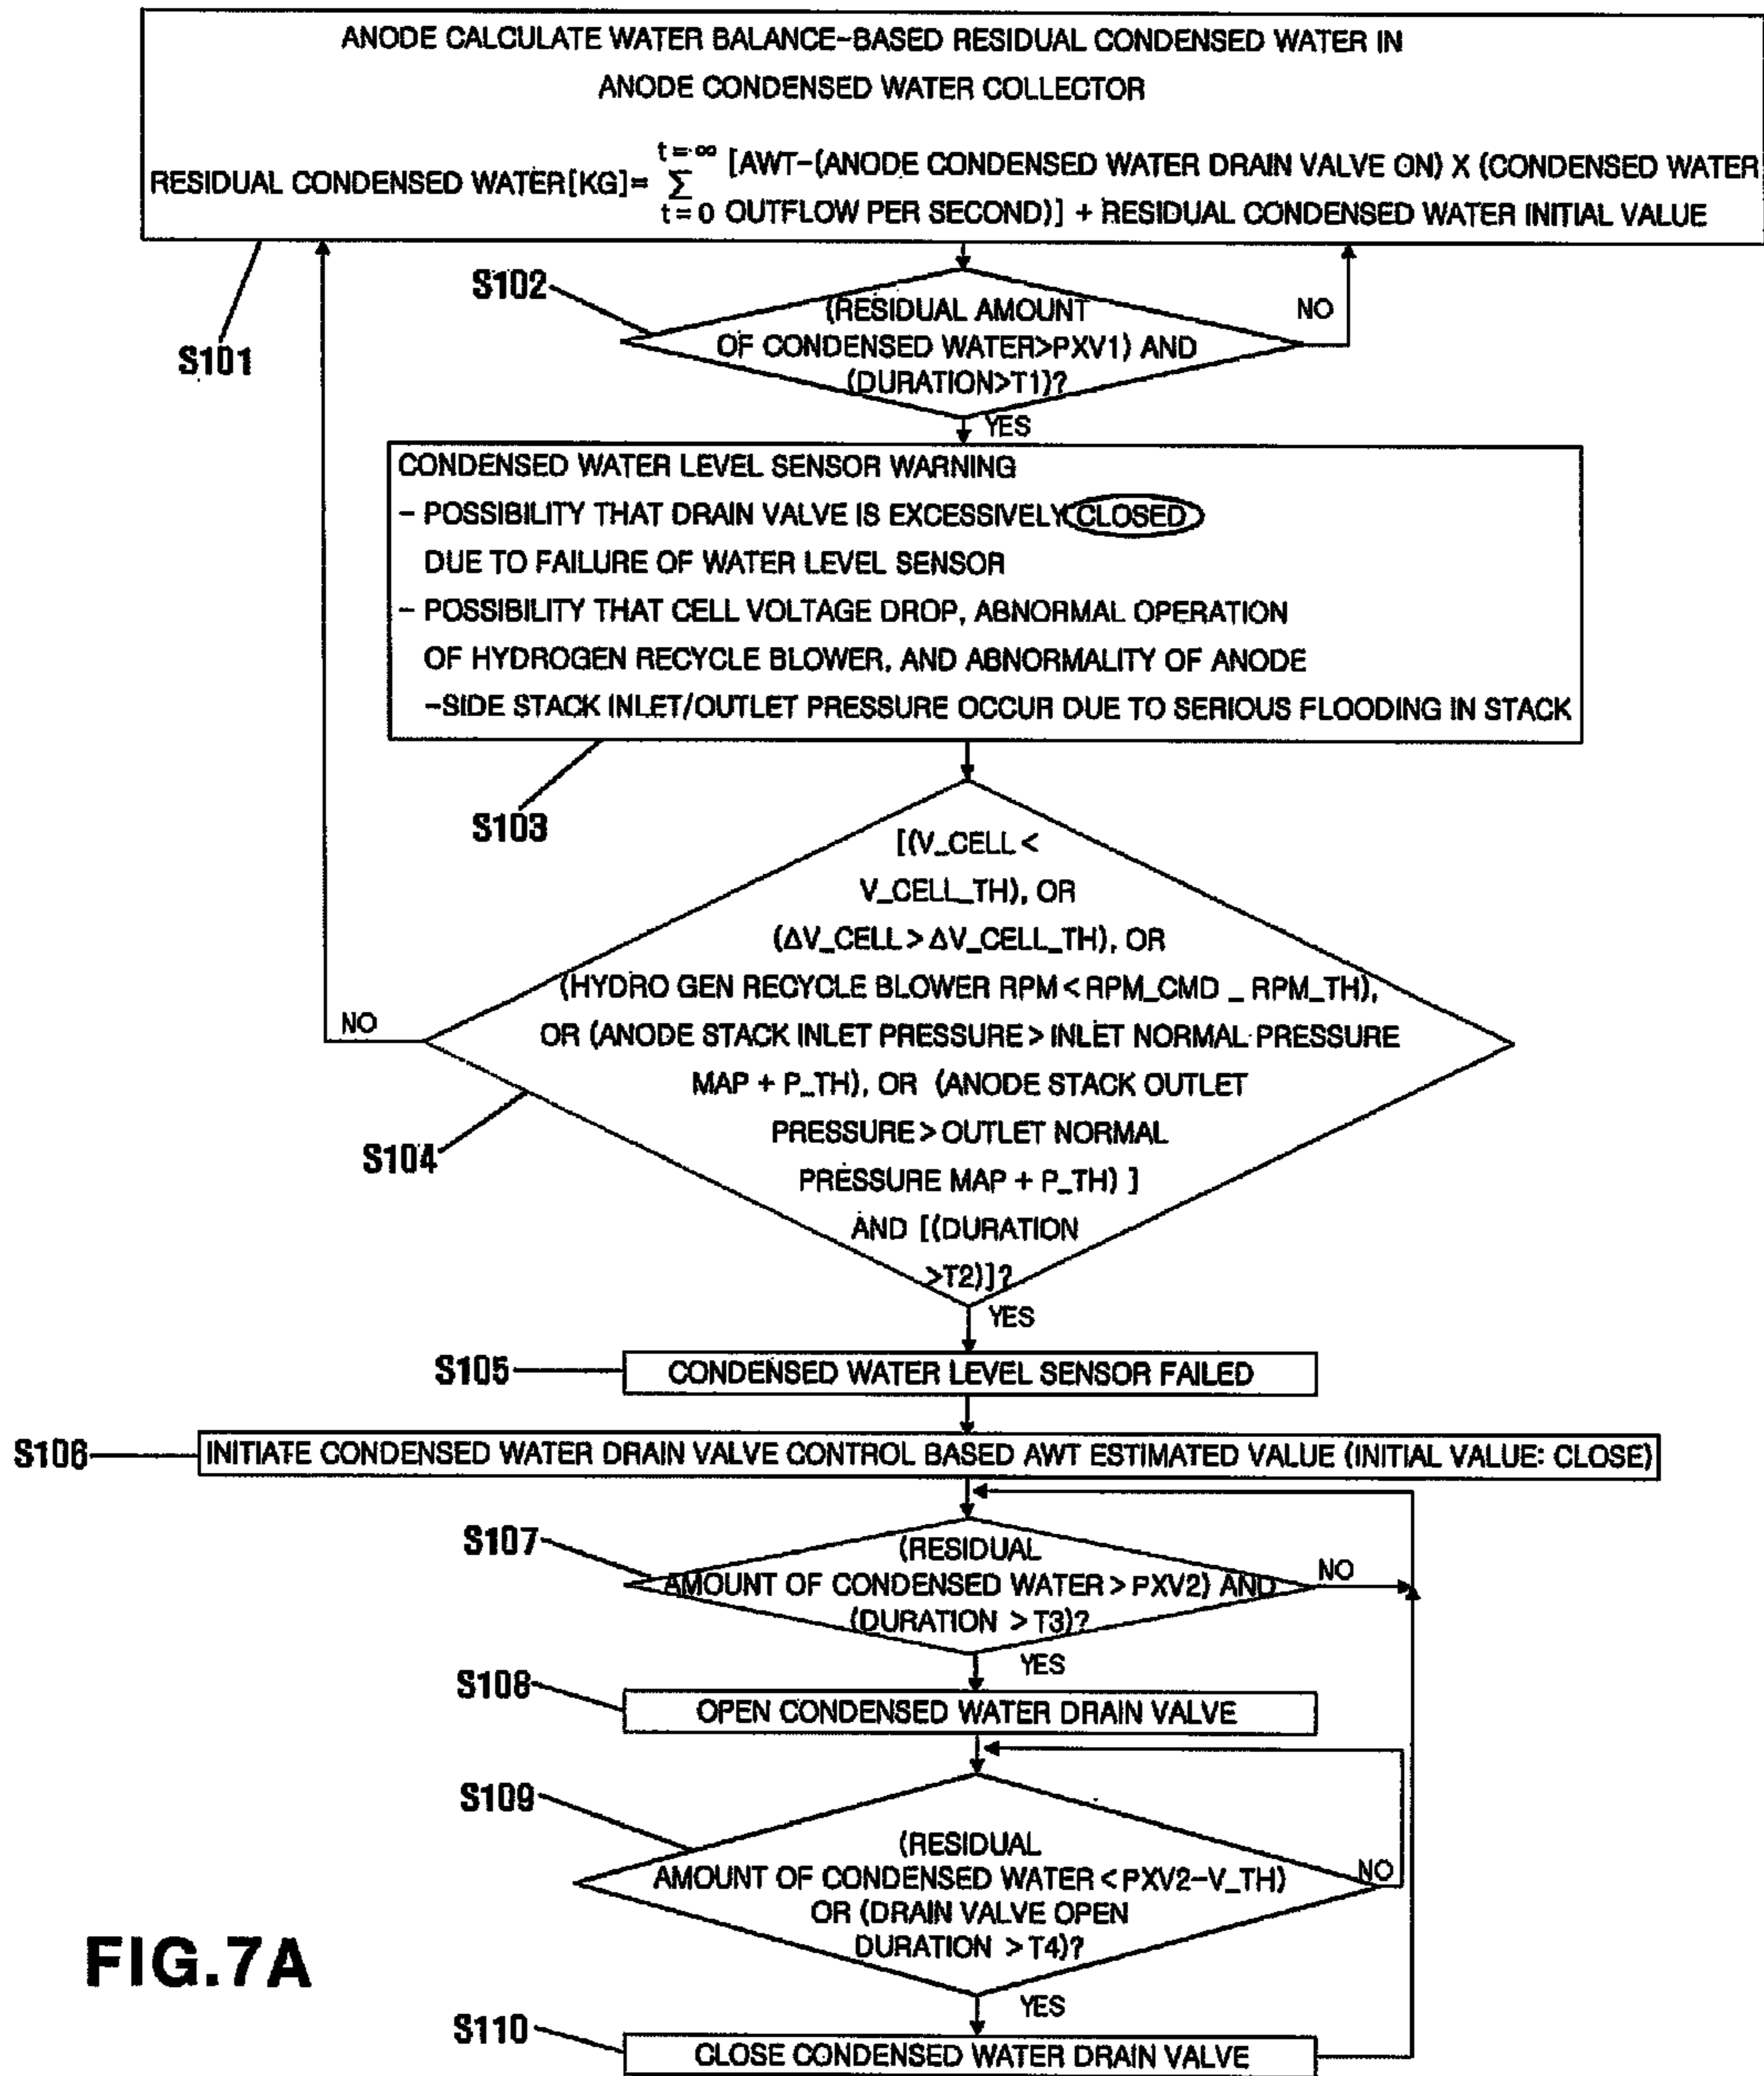 ANODE CALCULATE WATER BALANCE-BASED RESIDUAL CONDENSED WATER IN
ANODE CONDENSED WATER COLLECTOR
RESIDUAL CONDENSED WATER[KG]= t=∞ Σ t=0 [AWT-(ANODE CONDENSED WATER DRAIN VALVE ON) X (CONDENSED WATER
OUTFLOW PER SECOND)] + RESIDUAL CONDENSED WATER INITIAL VALUE
S101
S102
(RESIDUAL AMOUNT
OF CONDENSED WATER>PXV1) AND
(DURATION>T1)?
NO
YES
CONDENSED WATER LEVEL SENSOR WARNING
- POSSIBILITY THAT DRAIN VALVE IS EXCESSIVELY CLOSED
DUE TO FAILURE OF WATER LEVEL SENSOR
- POSSIBILITY THAT CELL VOLTAGE DROP, ABNORMAL OPERATION
OF HYDROGEN RECYCLE BLOWER, AND ABNORMALITY OF ANODE
-SIDE STACK INLET/OUTLET PRESSURE OCCUR DUE TO SERIOUS FLOODING IN STACK
S103
[(V_CELL <
V_CELL_TH), OR
(ΔV_CELL > ΔV_CELL_TH), OR
(HYDRO GEN RECYCLE BLOWER RPM < RPM_CMD _ RPM_TH),
OR (ANODE STACK INLET PRESSURE > INLET NORMAL PRESSURE
MAP + P_TH), OR (ANODE STACK OUTLET
PRESSURE > OUTLET NORMAL
PRESSURE MAP + P_TH) ]
AND [(DURATION
>T2)]?
NO
S104
YES
S105
CONDENSED WATER LEVEL SENSOR FAILED
S106
INITIATE CONDENSED WATER DRAIN VALVE CONTROL BASED AWT ESTIMATED VALUE (INITIAL VALUE: CLOSE)
S107
(RESIDUAL
AMOUNT OF CONDENSED WATER > PXV2) AND
(DURATION > T3)?
NO
YES
S108
OPEN CONDENSED WATER DRAIN VALVE
S109
(RESIDUAL
AMOUNT OF CONDENSED WATER < PXV2-V_TH)
OR (DRAIN VALVE OPEN
DURATION > T4)?
NO
YES
S110
CLOSE CONDENSED WATER DRAIN VALVE
FIG.7A